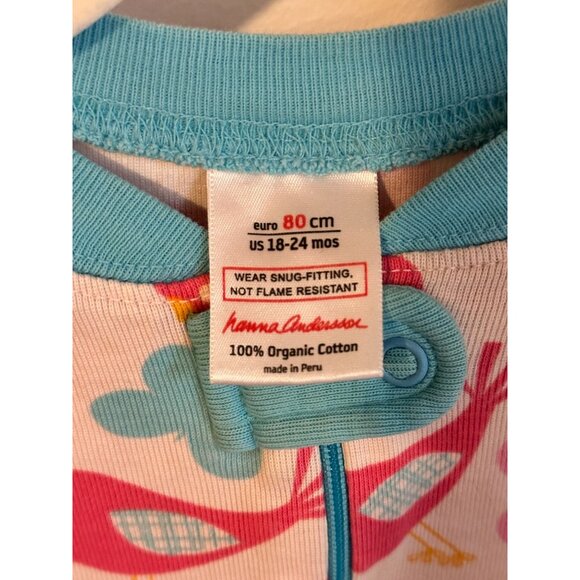 euro 80 cm
US 18-24 mos
WEAR SNUG-FITTING.
NOT FLAME RESISTANT
hanna andersson
100% Organic Cotton
made in Peru